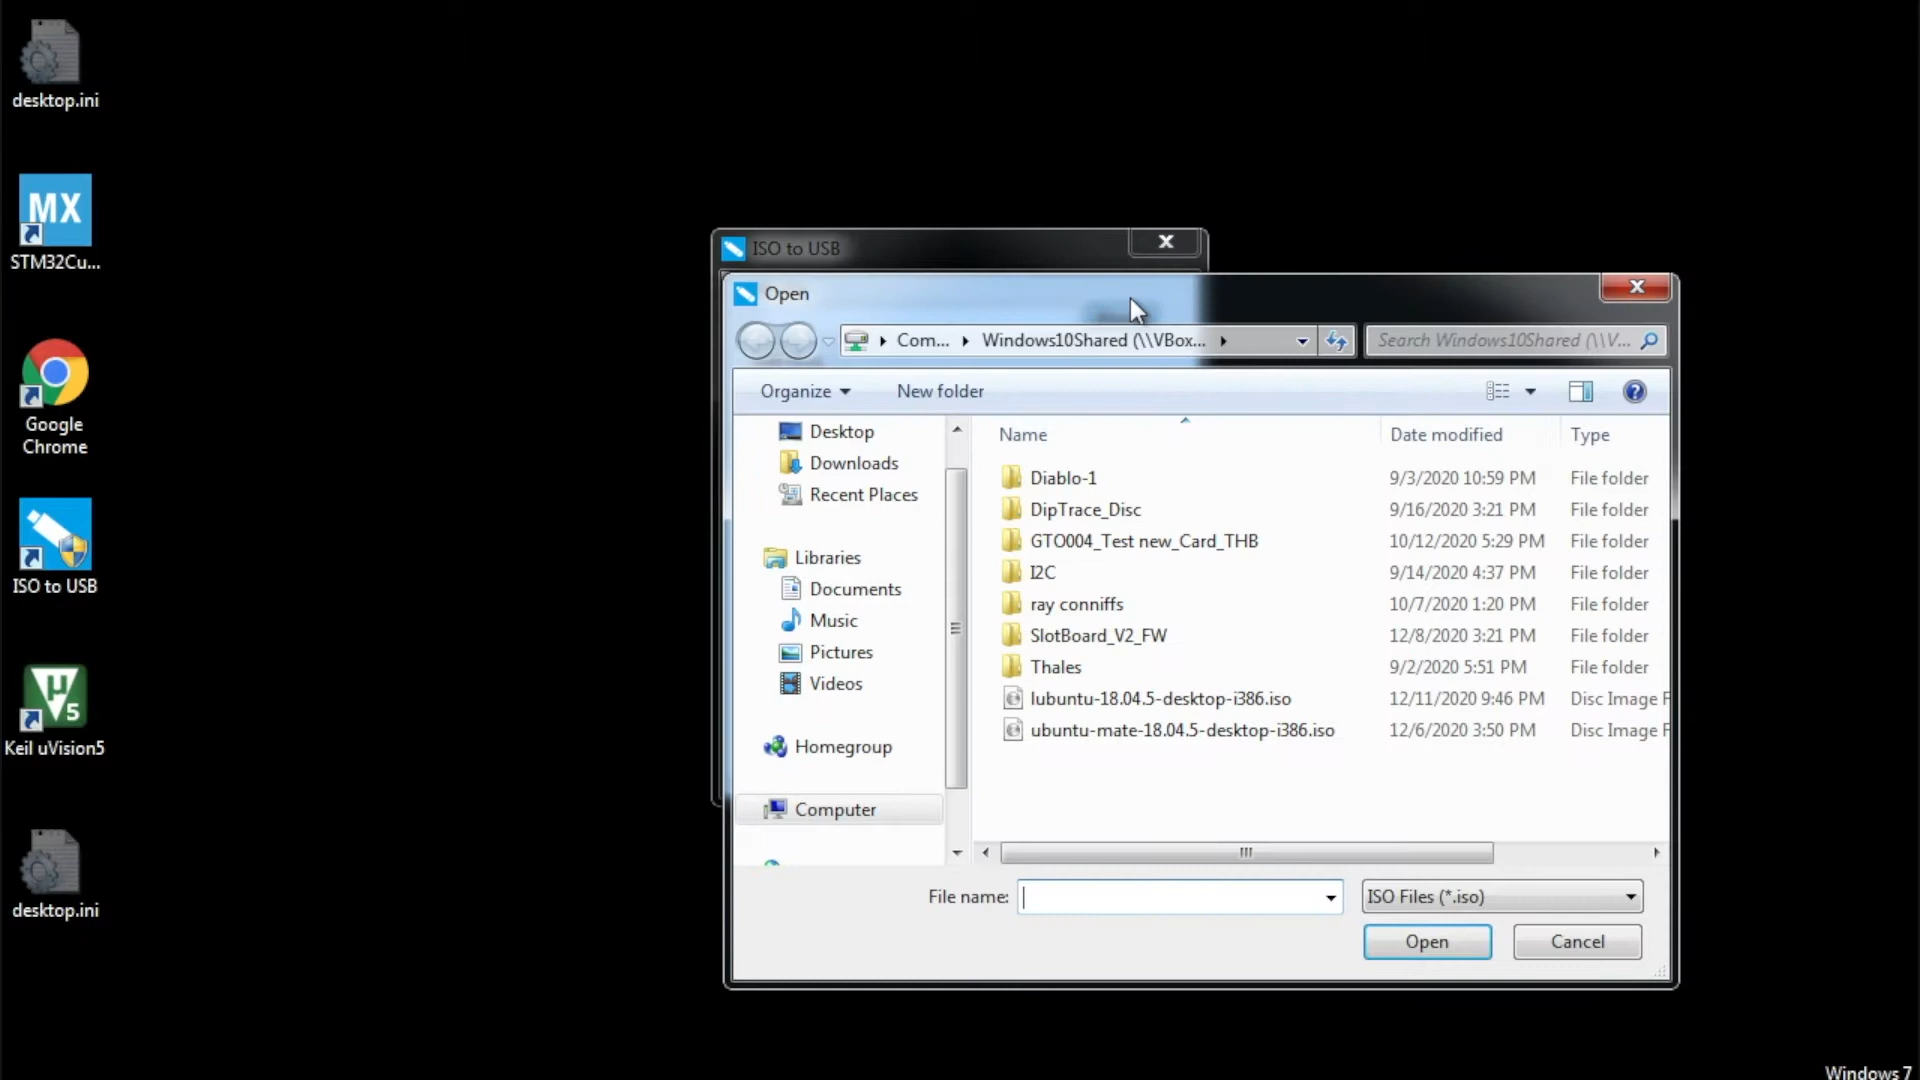 desktop.ini
MX
STM32Cu...
Google
Chrome
ISO to USB
µ
5
Keil uVision5
desktop.ini
ISO to USB
Open
Com...
Windows10Shared (\\VBox...
Search Windows10Shared (\\V...
Organize
New folder
Desktop
Downloads
Recent Places
Libraries
Documents
Music
Pictures
Videos
Homegroup
Computer
Name Date modified Type
Diablo-1 9/3/2020 10:59 PM File folder
DipTrace_Disc 9/16/2020 3:21 PM File folder
GTO004_Test new_Card_THB 10/12/2020 5:29 PM File folder
I2C 9/14/2020 4:37 PM File folder
ray conniffs 10/7/2020 1:20 PM File folder
SlotBoard_V2_FW 12/8/2020 3:21 PM File folder
Thales 9/2/2020 5:51 PM File folder
lubuntu-18.04.5-desktop-i386.iso 12/11/2020 9:46 PM Disc Image F
ubuntu-mate-18.04.5-desktop-i386.iso 12/6/2020 3:50 PM Disc Image F
File name:
ISO Files (*.iso)
Open
Cancel
Windows 7